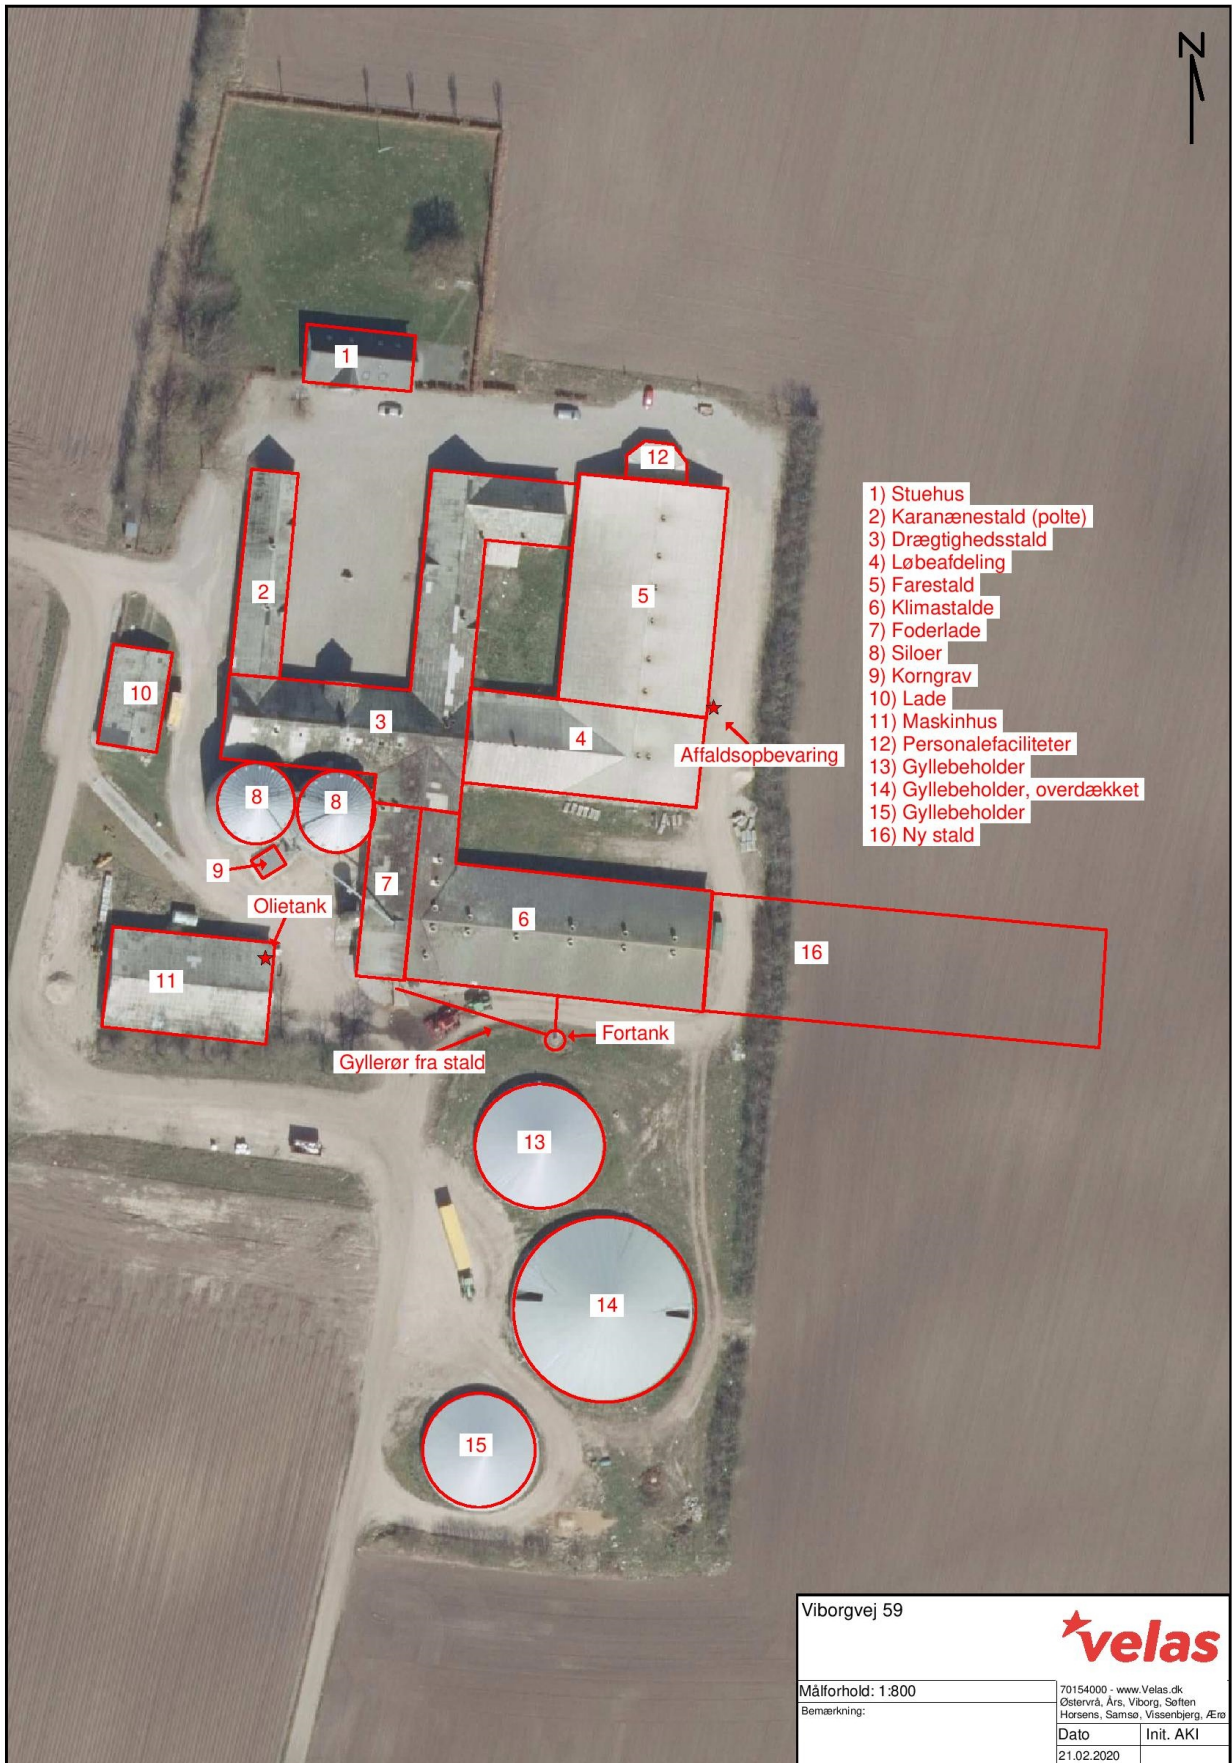 N
1
12
1) Stuehus
2) Karanænestald (polte)
3) Drægtighedsstald
4) Løbeafdeling
5) Farestald
6) Klimastalde
7) Foderlade
8) Siloer
9) Korngrav
10) Lade
11) Maskinhus
12) Personalefaciliteter
13) Gyllebeholder
14) Gyllebeholder, overdækket
15) Gyllebeholder
16) Ny stald
2
5
10
3
4
Affaldsopbevaring
8
8
9
7
Olietank
6
16
11
Fortank
Gyllerør fra stald
13
14
15
Viborgvej 59
velas
Målforhold: 1:800
Bemærkning:
70154000 - www.Velas.dk
Østervrå, Års, Viborg, Søften
Horsens, Samsø, Vissenbjerg, Ærø
Dato
Init. AKI
21.02.2020